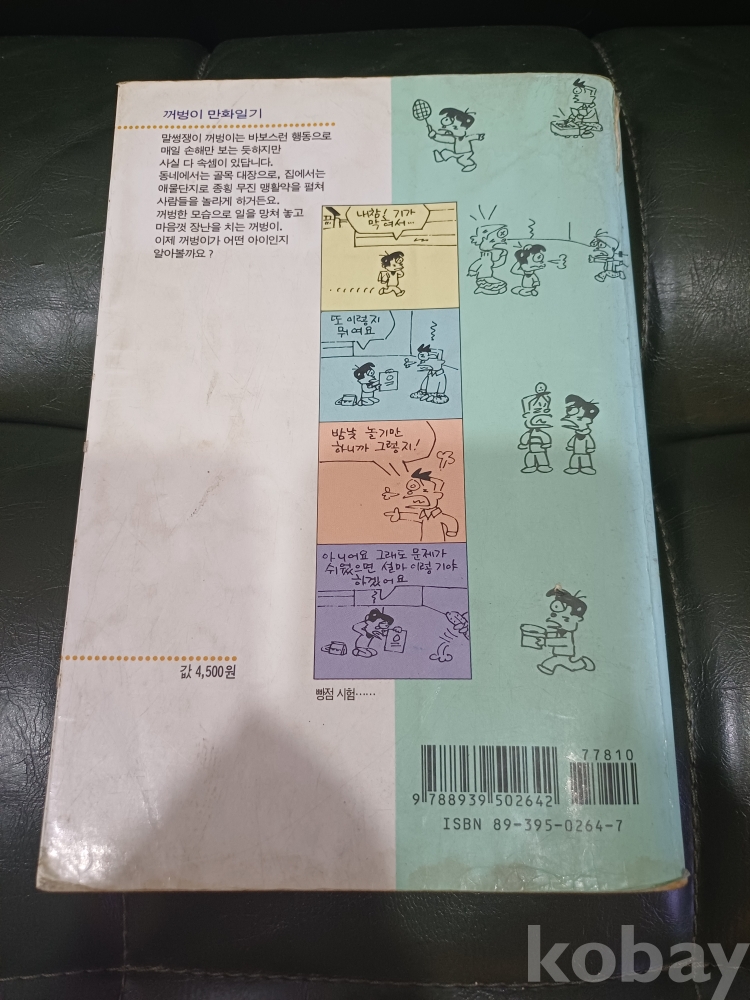 꺼벙이 만화일기
말썽쟁이 꺼벙이는 바보스런 행동으로
매일 손해만 보는 듯하지만
사실 다 속셈이 있답니다.
동네에서는 골목 대장으로, 집에서는
애물단지로 종횡 무진 맹활약을 펼쳐
사람들을 놀라게 하거든요.
꺼벙한 모습으로 일을 망쳐 놓고
마음껏 장난을 치는 꺼벙이.
이제 꺼벙이가 어떤 아이인지
알아볼까요 ?
내참 기가
막혀서…
또 이렇지
뭐여요
밤낮 놀기만
하니까 그렇지!
아니어요 그래도 문제가
쉬웠으면 설마 이렇기야
하겠어요
빵점 시험……
값 4,500원
77810
9 788939 502642
ISBN 89-395-0264-7
kobay